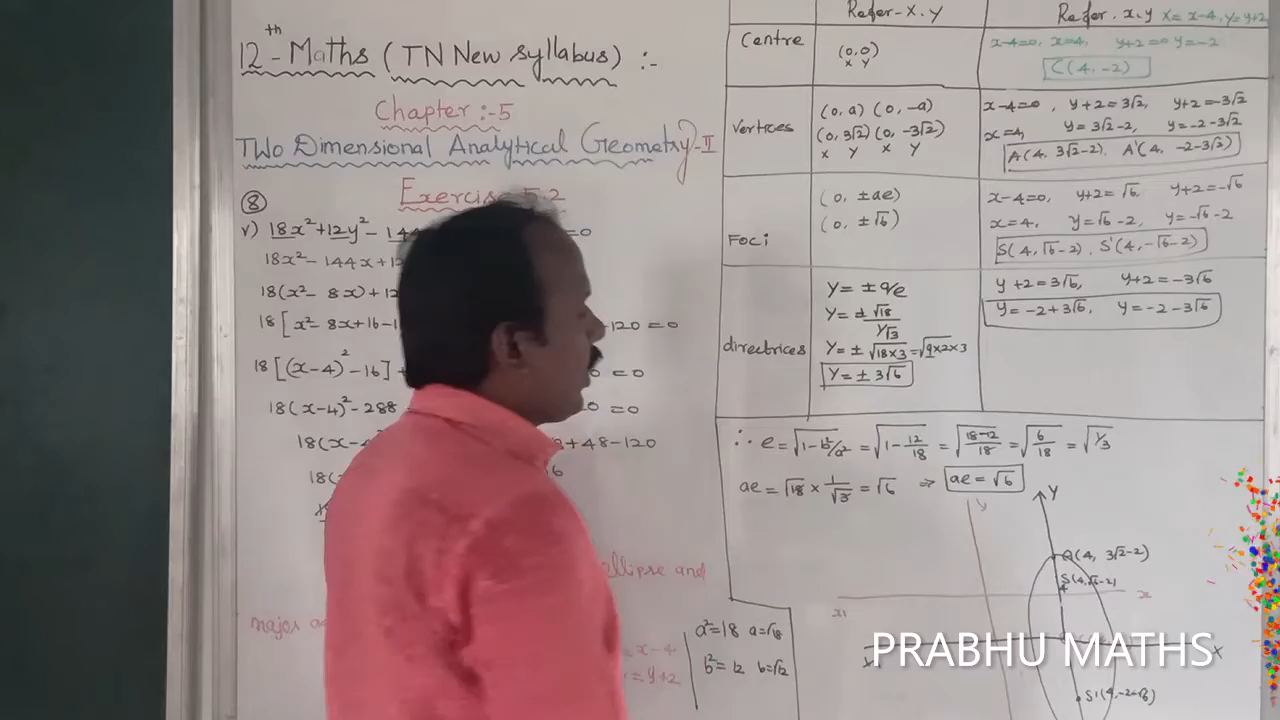 12th - Maths (TN New syllabus) :-
Chapter :- 5
Two Dimensional Analytical Geometry-II
Exercise 5.2
8
v) 18x² + 12y² - 144 =0
18x² - 144x + 12
18(x² - 8x) + 12
18[x² - 8x + 16 - 1 -120 = 0
18[(x-4)² - 16] + 0 = 0
18(x-4)² - 288 0 = 0
18(x-4 8 + 48 - 120
18(x 6
ellipse and
major a
= x-4
= y+2
a² = 18 a = √18
b² = 12 b = √12
Refer - X, Y
Refer. x, y X = x-4, Y = y+2
Centre
(0, 0)
X Y
x-4=0, x=4, y+2=0 y=-2
C(4, -2)
Vertices
(0, a) (0, -a)
(0, 3√2) (0, -3√2)
X Y X Y
x-4=0, y+2=3√2, y+2=-3√2
x=4, y=3√2-2, y=-2-3√2
A(4, 3√2-2), A'(4, -2-3√2)
Foci
(0, ±ae)
(0, ±√6)
x-4=0, y+2=√6, y+2=-√6
x=4, y=√6-2, y=-√6-2
S(4, √6-2), S'(4, -√6-2)
directrices
Y = ± a/e
Y = ± √18 / 1/√3
Y = ± √18×3 = √9×2×3
Y = ± 3√6
y+2=3√6, y+2=-3√6
y=-2+3√6, y=-2-3√6
∴ e = √1-b²/a² = √1-12/18 = √18-12/18 = √6/18 = √1/3
ae = √18 × 1/√3 = √6 ⇒ ae = √6
Y
y
A(4, 3√2-2)
S(4, √6-2)
x1
x
X
S'(4, -2-√6)
PRABHU MATHS